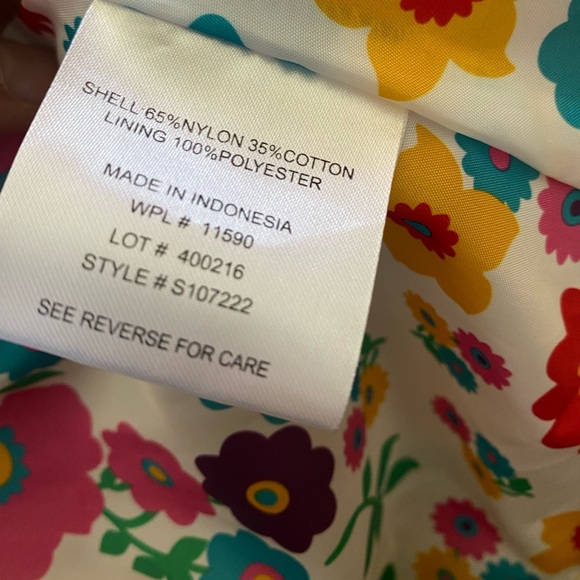 SHELL:65%NYLON 35%COTTON
LINING 100%POLYESTER
MADE IN INDONESIA
WPL # 11590
LOT # 400216
STYLE # S107222
SEE REVERSE FOR CARE